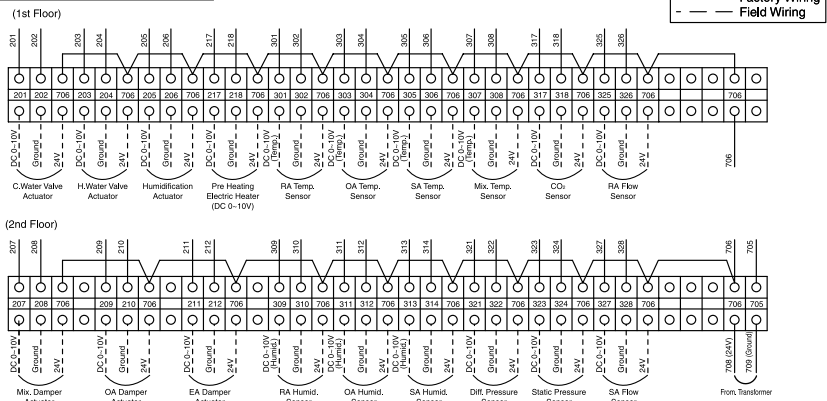 Factory Wiring
Field Wiring
(1st Floor)
201 202 203 204 205 206 217 218 301 302 303 304 305 306 307 308 317 318 325 326
201 202 706 203 204 706 205 206 706 217 218 706 301 302 706 303 304 706 305 306 706 307 308 706 317 318 706 325 326 706 706
DC 0~10V Ground 24V DC 0~10V Ground 24V DC 0~10V Ground 24V DC 0~10V Ground 24V DC 0~10V (Temp.) Ground 24V DC 0~10V (Temp.) Ground 24V DC 0~10V (Temp.) Ground 24V DC 0~10V (Temp.) Ground 24V DC 0~10V Ground 24V DC 0~10V Ground 24V 706
C.Water Valve H.Water Valve Humidification Pre Heating RA Temp. OA Temp. SA Temp. Mix. Temp. CO₂ RA Flow
Actuator Actuator Actuator Electric Heater Sensor Sensor Sensor Sensor Sensor Sensor
(DC 0~10V)
(2nd Floor)
207 208 209 210 211 212 309 310 311 312 313 314 321 322 323 324 327 328 706 705
207 208 706 209 210 706 211 212 706 309 310 706 311 312 706 313 314 706 321 322 706 323 324 706 327 328 706 706 705
DC 0~10V Ground 24V DC 0~10V Ground 24V DC 0~10V Ground 24V DC 0~10V (Humid.) Ground 24V DC 0~10V (Humid.) Ground 24V DC 0~10V (Humid.) Ground 24V DC 0~10V Ground 24V DC 0~10V Ground 24V DC 0~10V Ground 24V 708 (24V) 709 (Ground)
Mix. Damper OA Damper EA Damper RA Humid. OA Humid. SA Humid. Diff. Pressure Static Pressure SA Flow From. Transformer
Actuator Actuator Actuator Sensor Sensor Sensor Sensor Sensor Sensor